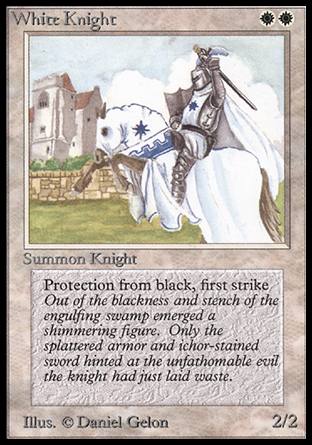 White Knight
Summon Knight
Protection from black, first strike
Out of the blackness and stench of the
engulfing swamp emerged a
shimmering figure. Only the
splattered armor and ichor-stained
sword hinted at the unfathomable evil
the knight had just laid waste.
Illus. © Daniel Gelon 2/2